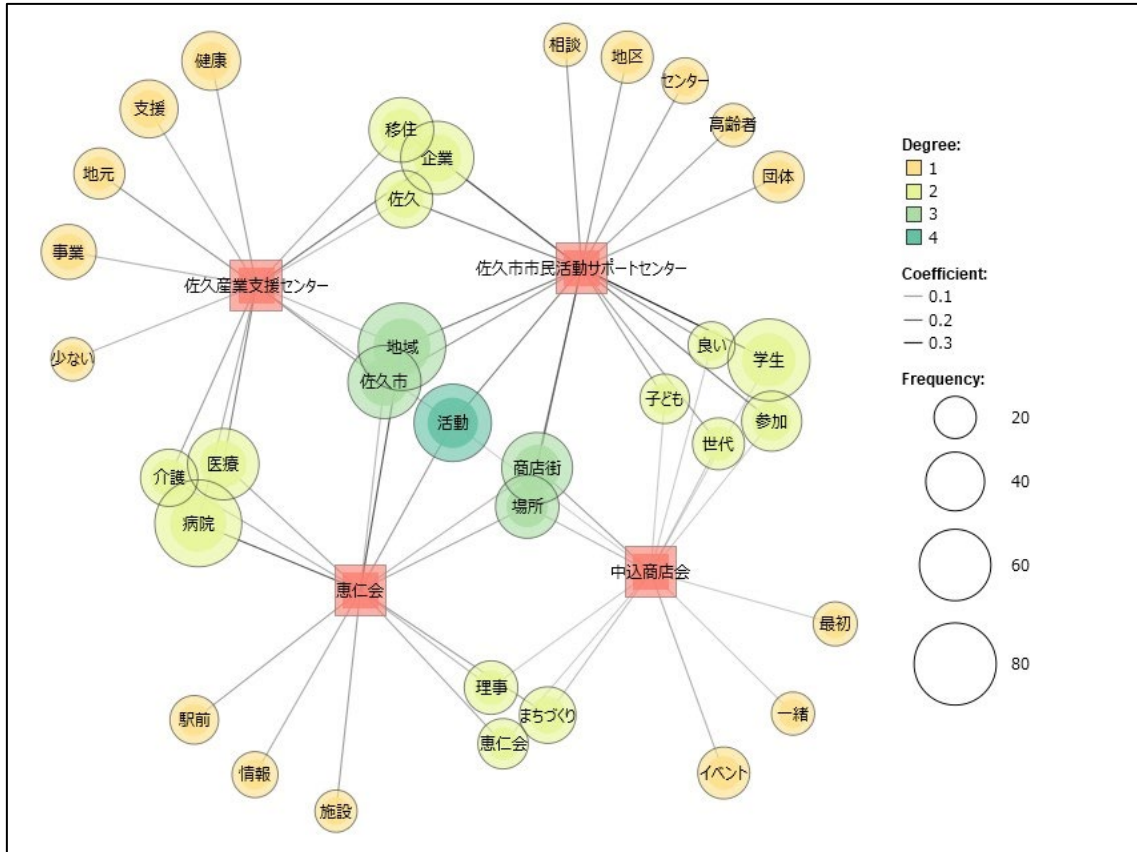 健康
支援
地元
事業
少ない
佐久産業支援センター
移住
企業
佐久
相談
地区
センター
高齢者
団体
佐久市市民活動サポートセンター
地域
佐久市
活動
商店街
場所
良い
学生
子ども
参加
世代
介護
医療
病院
恵仁会
中込商店会
最初
一緒
イベント
理事
まちづくり
恵仁会
駅前
情報
施設
Degree:
1
2
3
4
Coefficient:
0.1
0.2
0.3
Frequency:
20
40
60
80